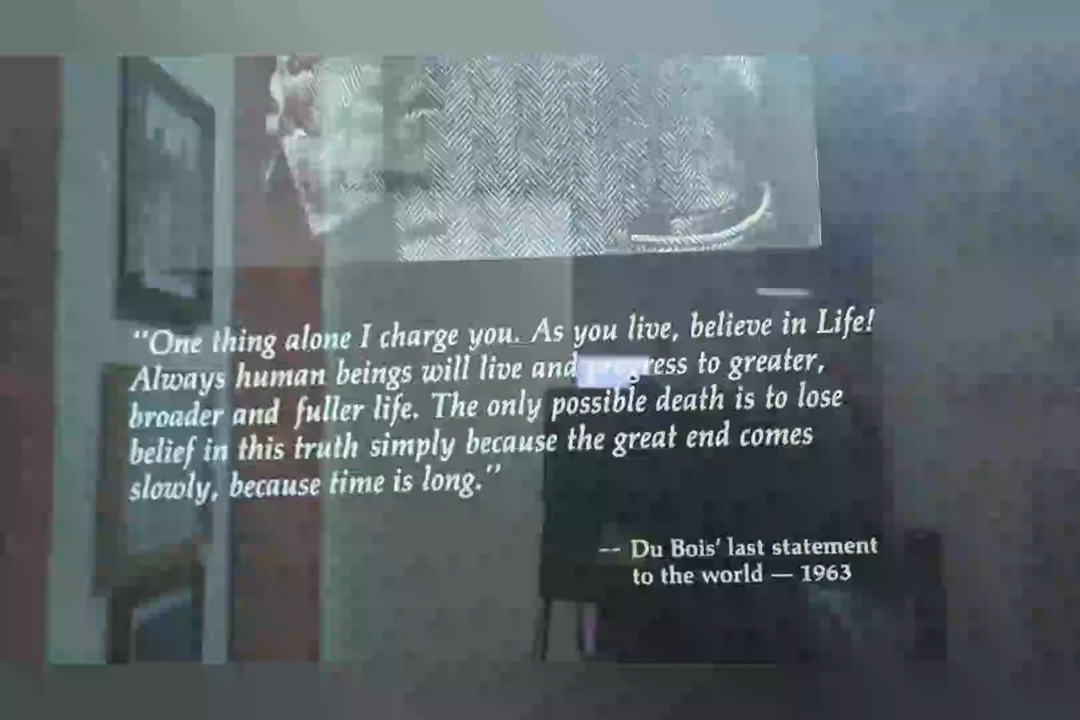 “One thing alone I charge you. As you live, believe in Life!
Always human beings will live and progress to greater,
broader and fuller life. The only possible death is to lose
belief in this truth simply because the great end comes
slowly, because time is long.”
-- Du Bois’ last statement
to the world — 1963